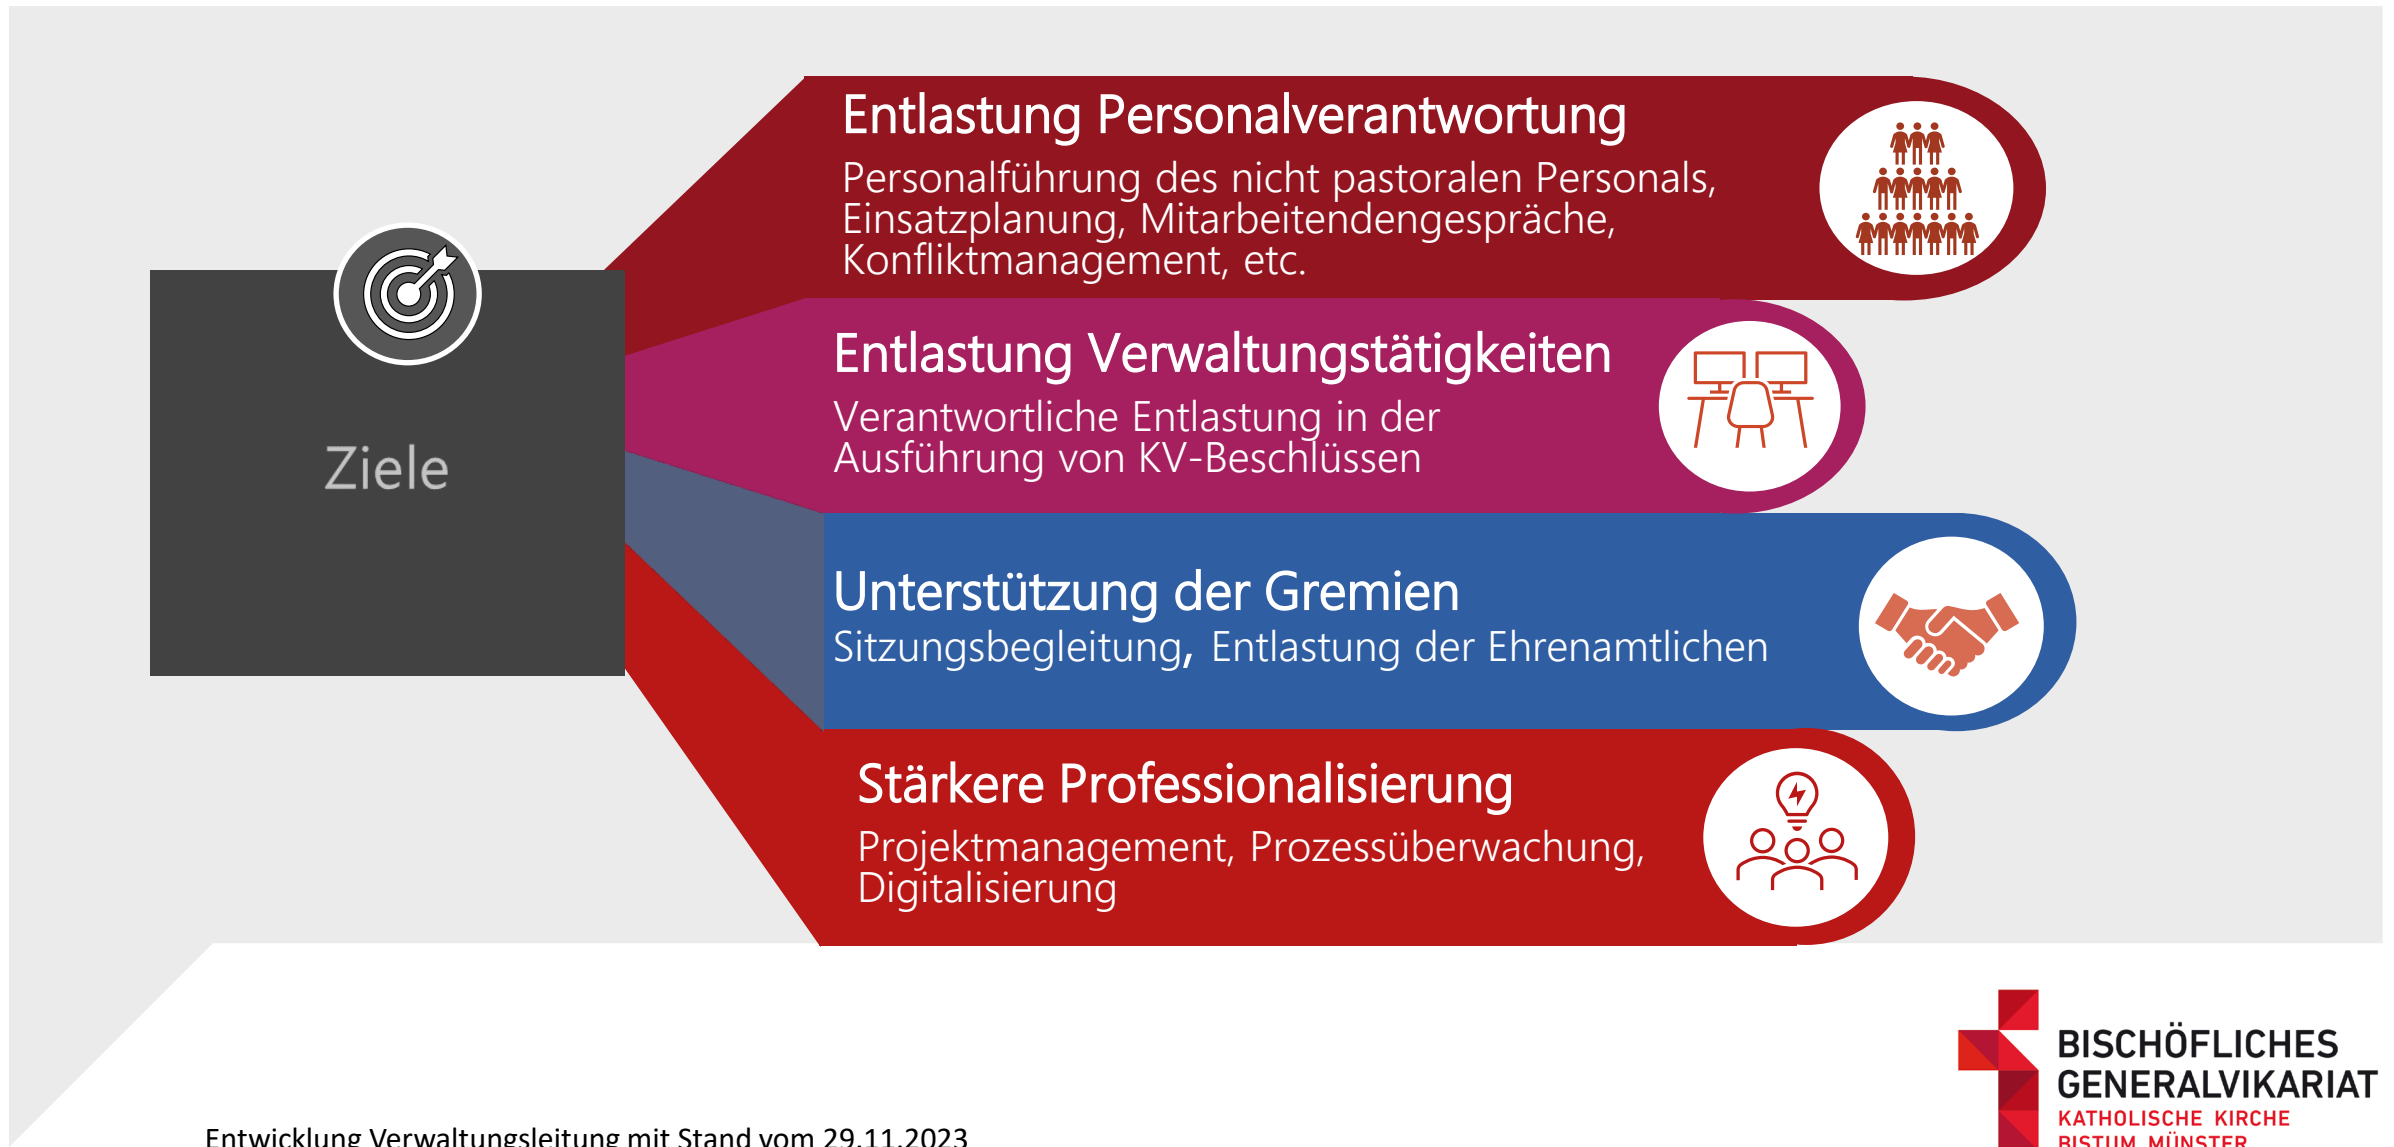 Ziele
Entlastung Personalverantwortung
Personalführung des nicht pastoralen Personals,
Einsatzplanung, Mitarbeitendengespräche,
Konfliktmanagement, etc.
Entlastung Verwaltungstätigkeiten
Verantwortliche Entlastung in der
Ausführung von KV-Beschlüssen
Unterstützung der Gremien
Sitzungsbegleitung, Entlastung der Ehrenamtlichen
Stärkere Professionalisierung
Projektmanagement, Prozessüberwachung,
Digitalisierung
BISCHÖFLICHES
GENERALVIKARIAT
KATHOLISCHE KIRCHE
BISTUM MÜNSTER
Entwicklung Verwaltungsleitung mit Stand vom 29.11.2023